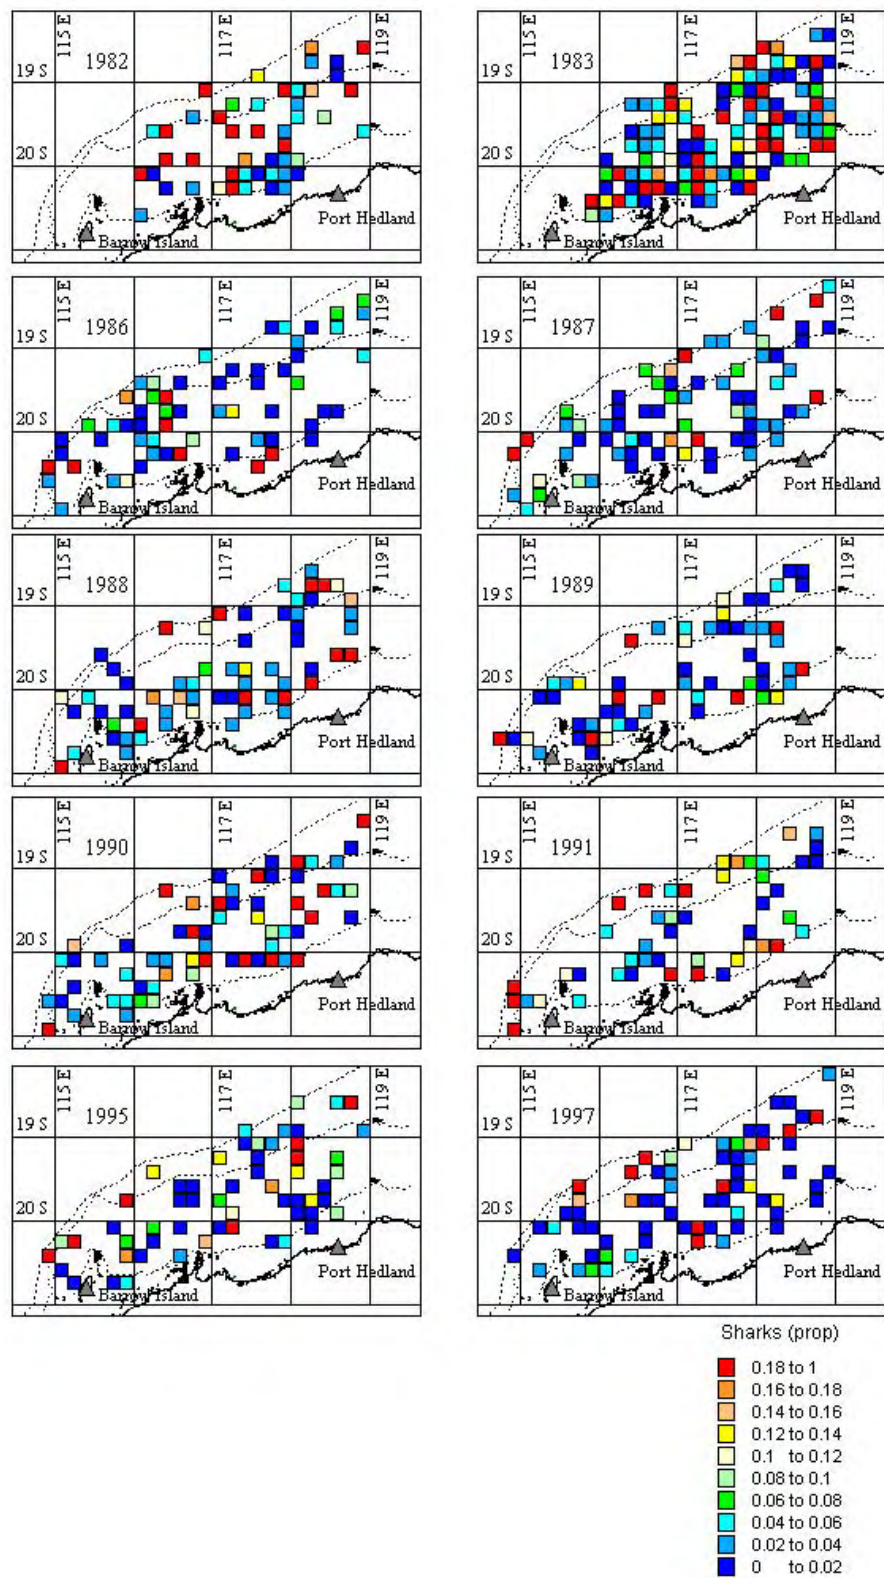 115 E
1982
117 E
119 E
19 S
20 S
Port Hedland
Barrow Island
115 E
1983
117 E
119 E
19 S
20 S
Port Hedland
Barrow Island
115 E
1986
117 E
119 E
19 S
20 S
Port Hedland
Barrow Island
115 E
1987
117 E
119 E
19 S
20 S
Port Hedland
Barrow Island
115 E
1988
117 E
119 E
19 S
20 S
Port Hedland
Barrow Island
115 E
1989
117 E
119 E
19 S
20 S
Port Hedland
Barrow Island
115 E
1990
117 E
119 E
19 S
20 S
Port Hedland
Barrow Island
115 E
1991
117 E
119 E
19 S
20 S
Port Hedland
Barrow Island
115 E
1995
117 E
119 E
19 S
20 S
Port Hedland
Barrow Island
115 E
1997
117 E
119 E
19 S
20 S
Port Hedland
Barrow Island
Sharks (prop)
0.18 to 1
0.16 to 0.18
0.14 to 0.16
0.12 to 0.14
0.1 to 0.12
0.08 to 0.1
0.06 to 0.08
0.04 to 0.06
0.02 to 0.04
0 to 0.02